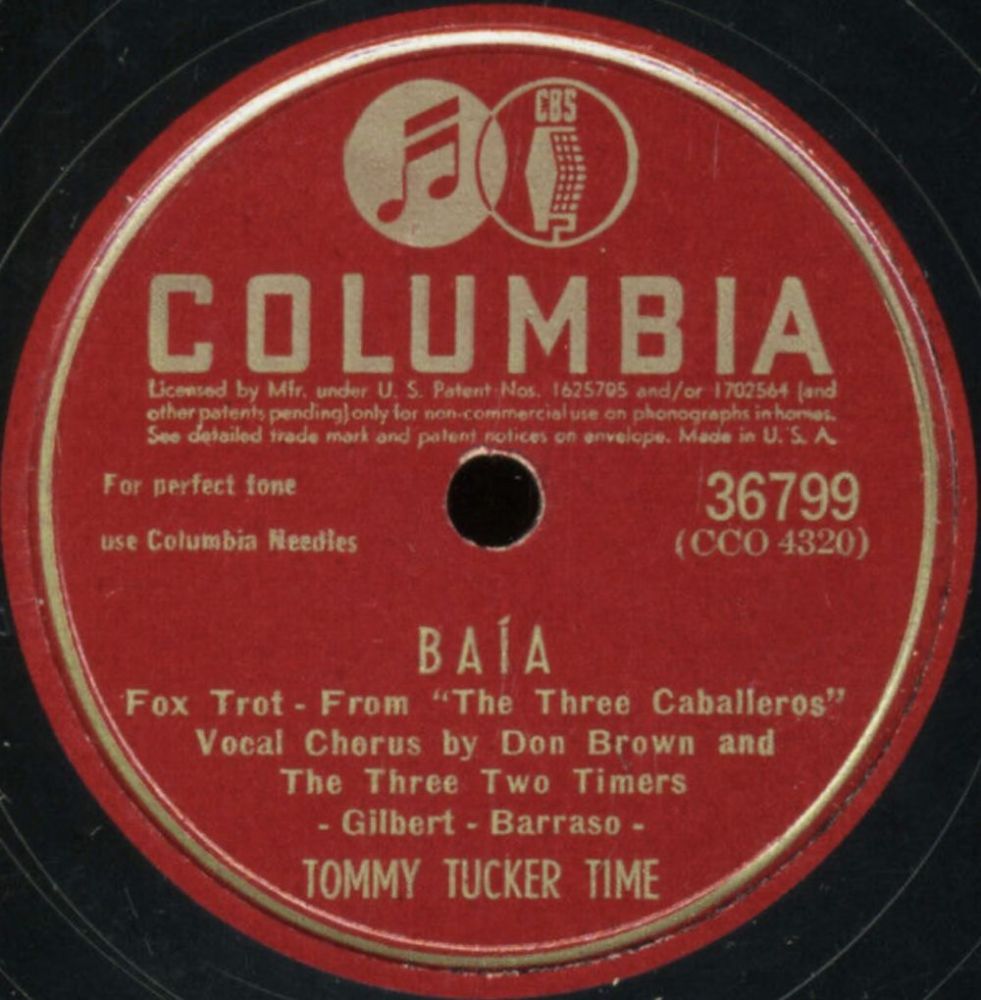 CBS
COLUMBIA
Licensed by Mfr. under U. S. Patent Nos. 1625705 and/or 1702564 (and
other patents pending) only for non-commercial use on phonographs in homes.
See detailed trade mark and patent notices on envelope. Made in U. S. A.
For perfect tone
36799
use Columbia Needles
(CCO 4320)
BAÍA
Fox Trot - From "The Three Caballeros"
Vocal Chorus by Don Brown and
The Three Two Timers
- Gilbert - Barraso -
TOMMY TUCKER TIME